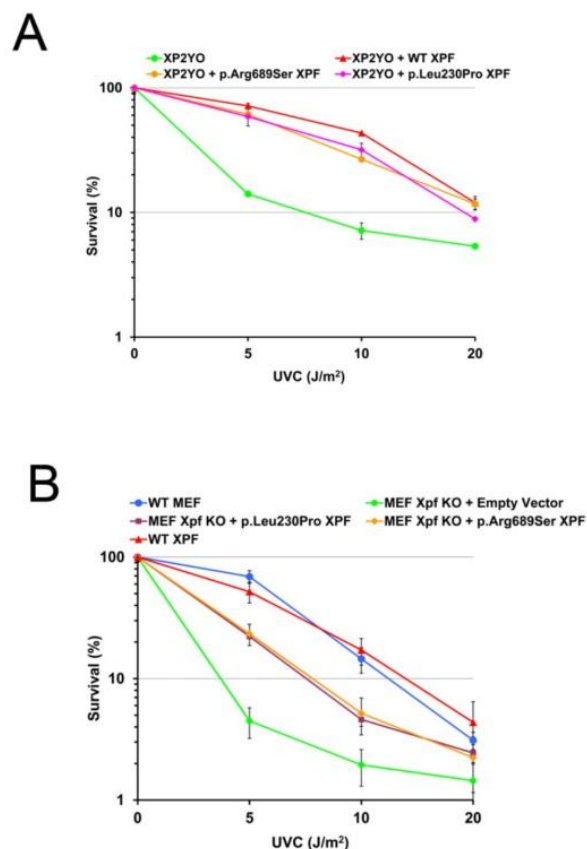 A
XP2YO XP2YO + WT XPF
XP2YO + p.Arg689Ser XPF XP2YO + p.Leu230Pro XPF
100
10
1
Survival (%)
0 5 10 20
UVC (J/m²)
B
WT MEF MEF Xpf KO + Empty Vector
MEF Xpf KO + p.Leu230Pro XPF MEF Xpf KO + p.Arg689Ser XPF
WT XPF
100
10
1
Survival (%)
0 5 10 20
UVC (J/m²)